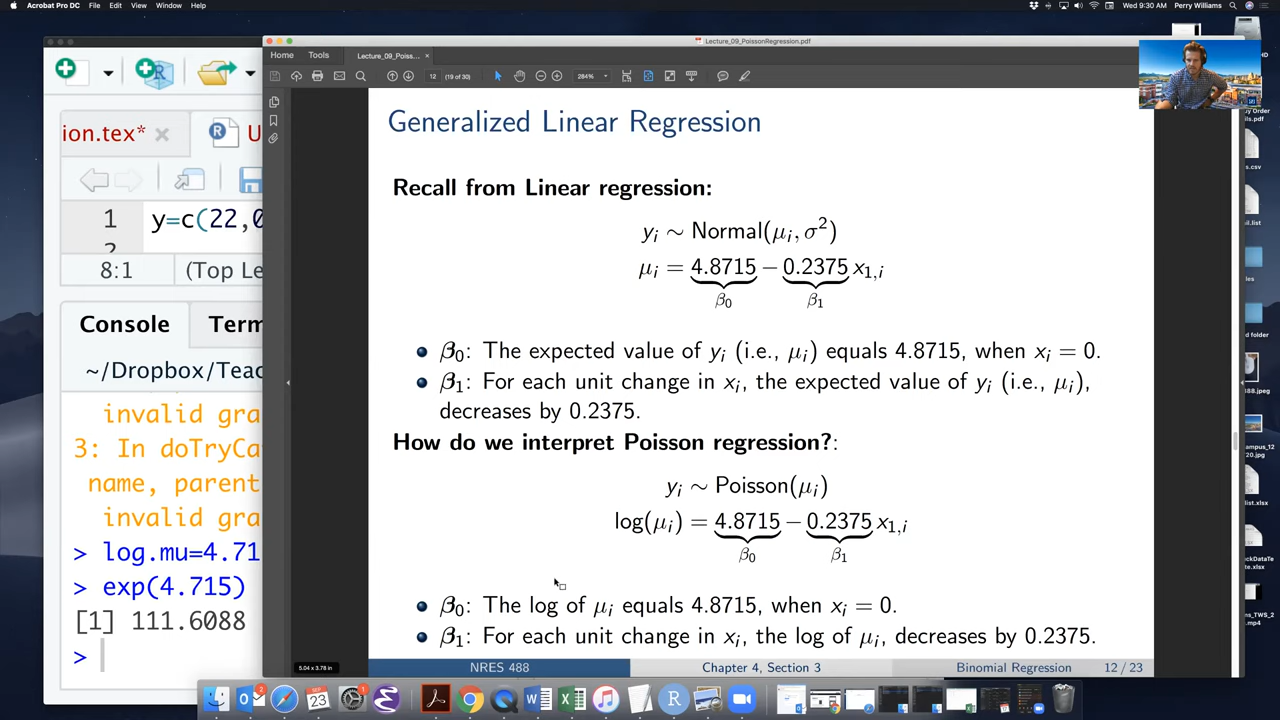 Acrobat Pro DC File Edit View Window Help
Wed 9:30 AM Perry Williams
Lecture_09_PoissonRegression.pdf
Home Tools Lecture_09_Poiss... ×
12 (19 of 30) 284%
ion.tex*
1 y=c(22,0
2
8:1 (Top Le
Console Term
~/Dropbox/Teac
invalid gra
3: In doTryCa
name, parent
invalid gra
> log.mu=4.71
> exp(4.715)
[1] 111.6088
>
Generalized Linear Regression
Recall from Linear regression:
yᵢ ∼ Normal(μᵢ, σ²)
μᵢ = 4.8715 − 0.2375 x₁,ᵢ
β₀ β₁
β₀: The expected value of yᵢ (i.e., μᵢ) equals 4.8715, when xᵢ = 0.
β₁: For each unit change in xᵢ, the expected value of yᵢ (i.e., μᵢ),
decreases by 0.2375.
How do we interpret Poisson regression?:
yᵢ ∼ Poisson(μᵢ)
log(μᵢ) = 4.8715 − 0.2375 x₁,ᵢ
β₀ β₁
β₀: The log of μᵢ equals 4.8715, when xᵢ = 0.
β₁: For each unit change in xᵢ, the log of μᵢ, decreases by 0.2375.
5.04 x 3.78 in
NRES 488 Chapter 4, Section 3 Binomial Regression 12 / 23